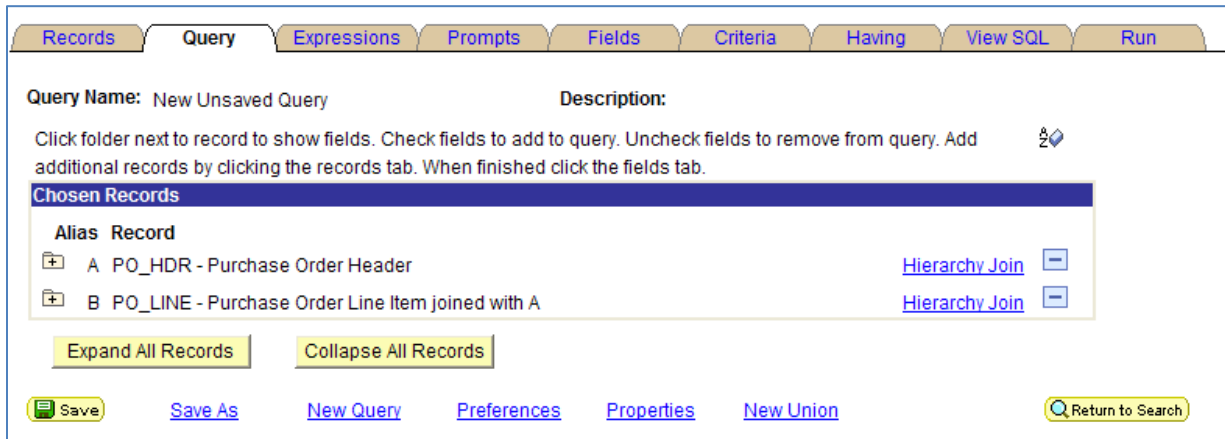 Records Query Expressions Prompts Fields Criteria Having View SQL Run
Query Name: New Unsaved Query Description:
Click folder next to record to show fields. Check fields to add to query. Uncheck fields to remove from query. Add
additional records by clicking the records tab. When finished click the fields tab.
Chosen Records
Alias Record
A PO_HDR - Purchase Order Header Hierarchy Join
B PO_LINE - Purchase Order Line Item joined with A Hierarchy Join
Expand All Records Collapse All Records
Save Save As New Query Preferences Properties New Union Return to Search